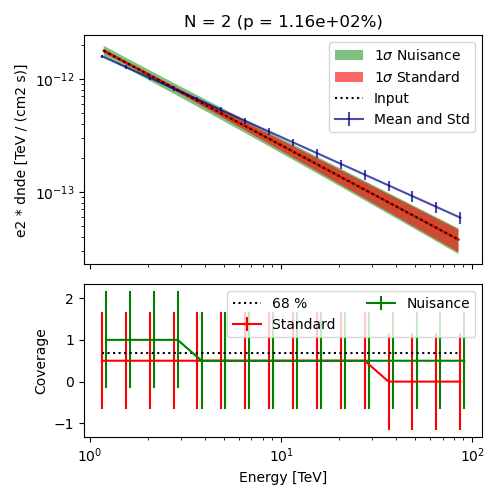 N = 2 (p = 1.16e+02%)
e2 * dnde [TeV / (cm2 s)]
10⁻¹²
10⁻¹³
1σ Nuisance
1σ Standard
Input
Mean and Std
Coverage
2
1
0
−1
68 %
Standard
Nuisance
10⁰
10¹
10²
Energy [TeV]